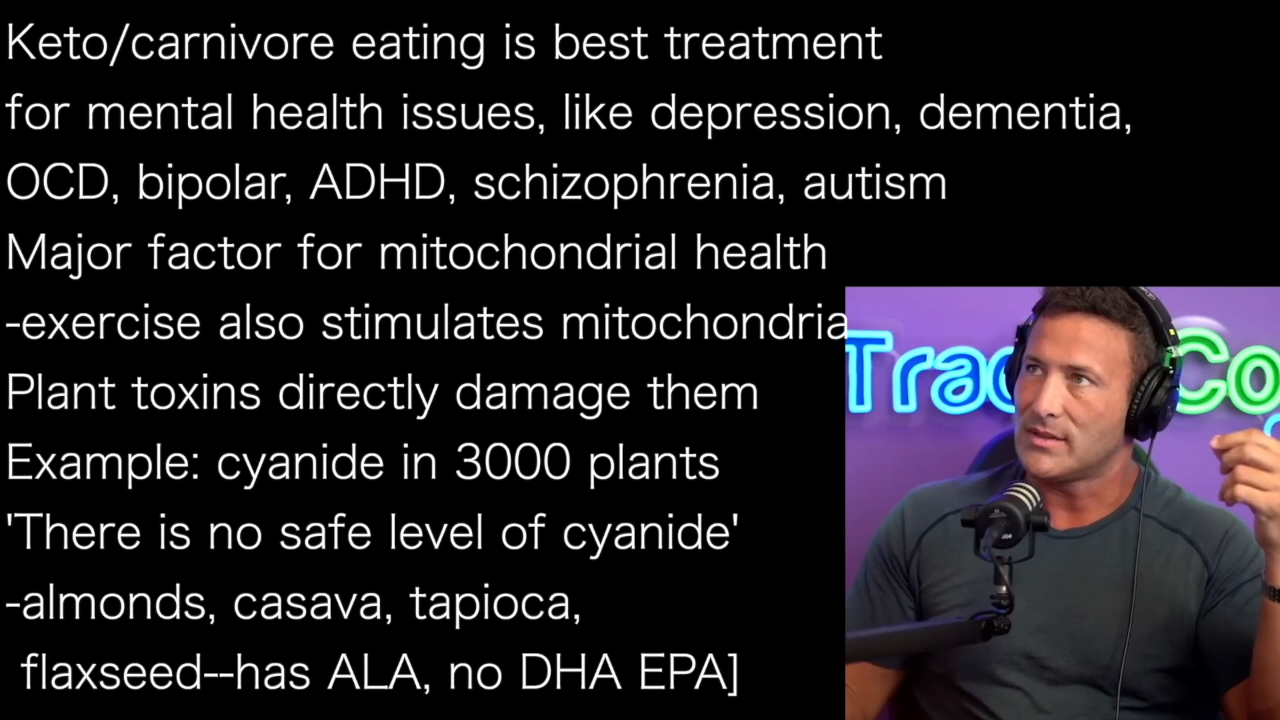 Keto/carnivore eating is best treatment
for mental health issues, like depression, dementia,
OCD, bipolar, ADHD, schizophrenia, autism
Major factor for mitochondrial health
-exercise also stimulates mitochondria
Plant toxins directly damage them
Example: cyanide in 3000 plants
'There is no safe level of cyanide'
-almonds, casava, tapioca,
flaxseed--has ALA, no DHA EPA]